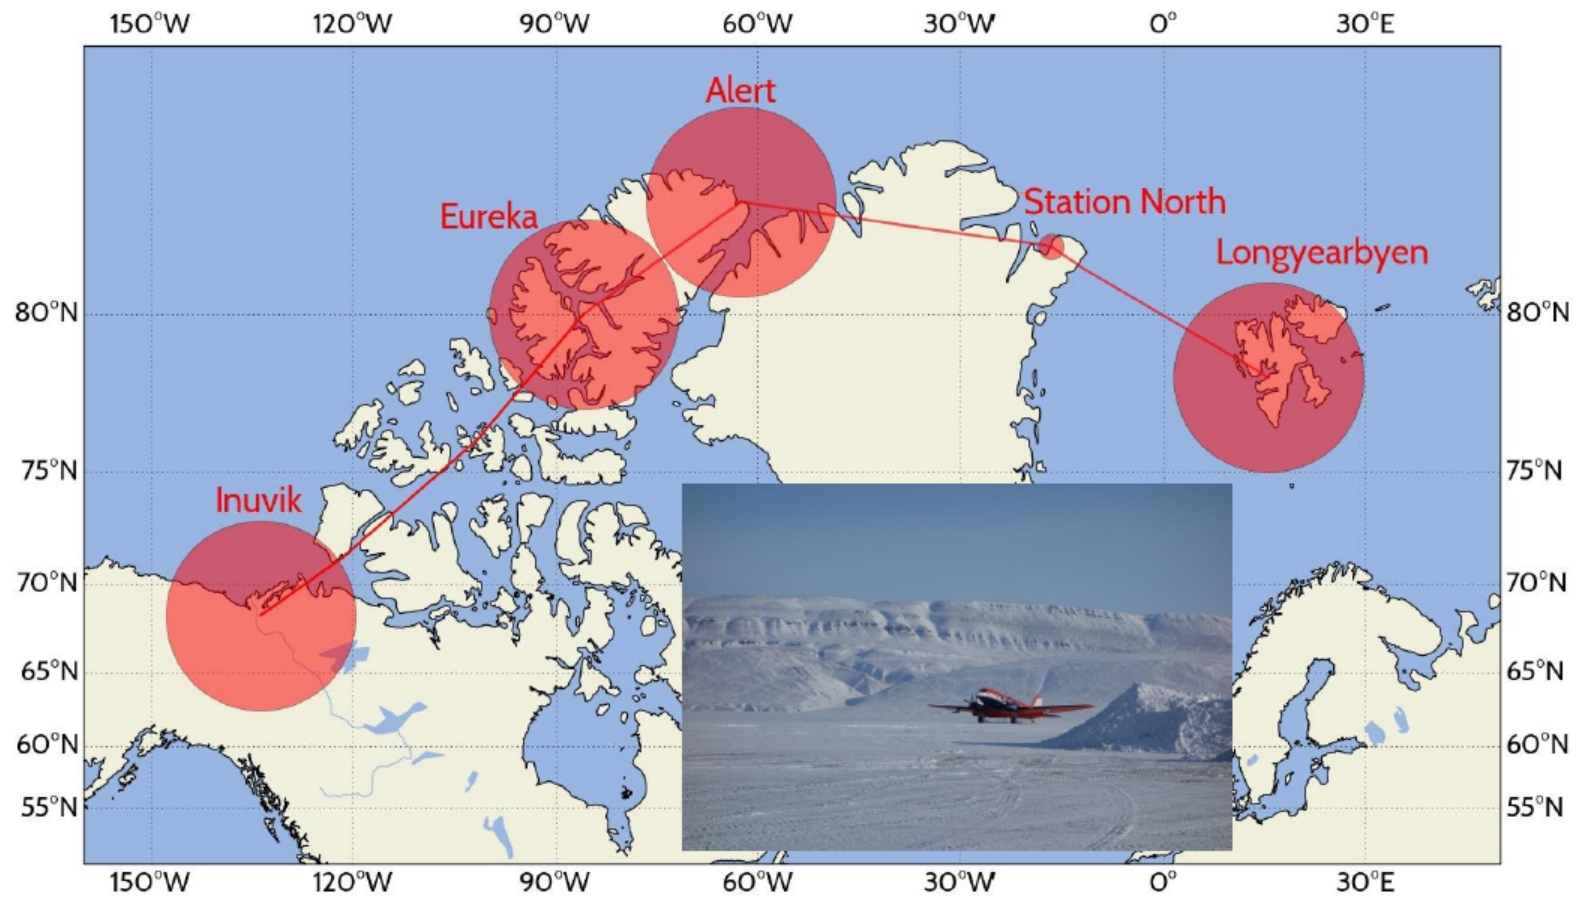 150°W 120°W 90°W 60°W 30°W 0° 30°E
Alert
Eureka
Station North
Longyearbyen
80°N 80°N
75°N 75°N
Inuvik
70°N 70°N
65°N 65°N
60°N 60°N
55°N 55°N
150°W 120°W 90°W 60°W 30°W 0° 30°E